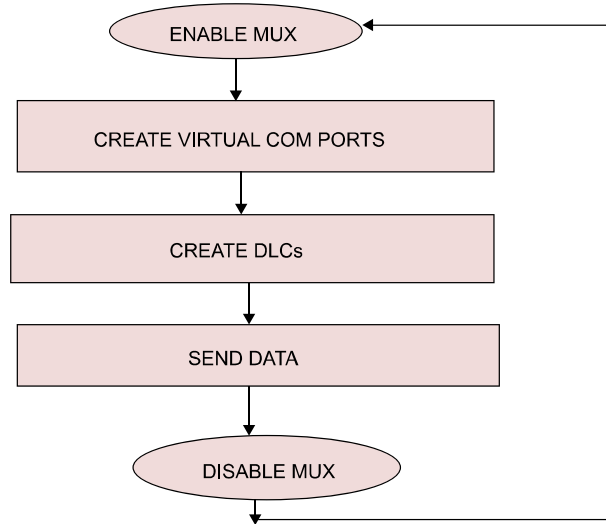 ENABLE MUX
CREATE VIRTUAL COM PORTS
CREATE DLCs
SEND DATA
DISABLE MUX